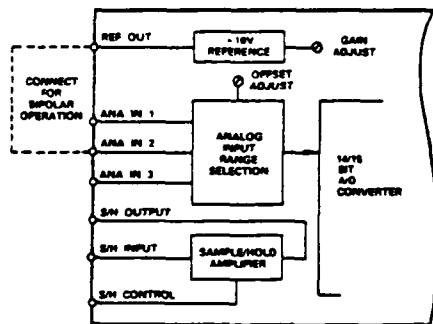 REF OUT
-10V
REFERENCE
GAIN
ADJUST
CONNECT
FOR
BIPOLAR
OPERATION
OFFSET
ADJUST
ANA IN 1
ANA IN 2
ANA IN 3
ANALOG
INPUT
RANGE
SELECTION
14/15
BIT
A/D
CONVERTER
S/H OUTPUT
S/H INPUT
SAMPLE/HOLD
AMPLIFIER
S/H CONTROL